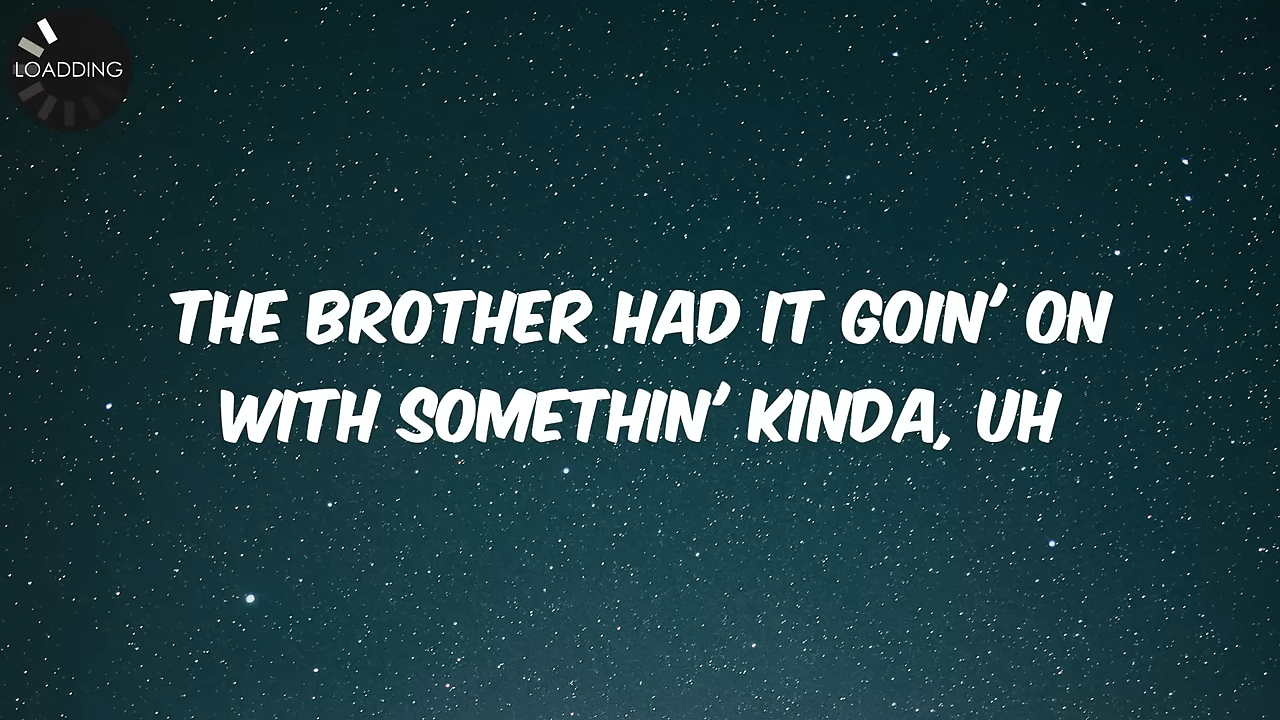 LOADDING
THE BROTHER HAD IT GOIN' ON
WITH SOMETHIN' KINDA, UH